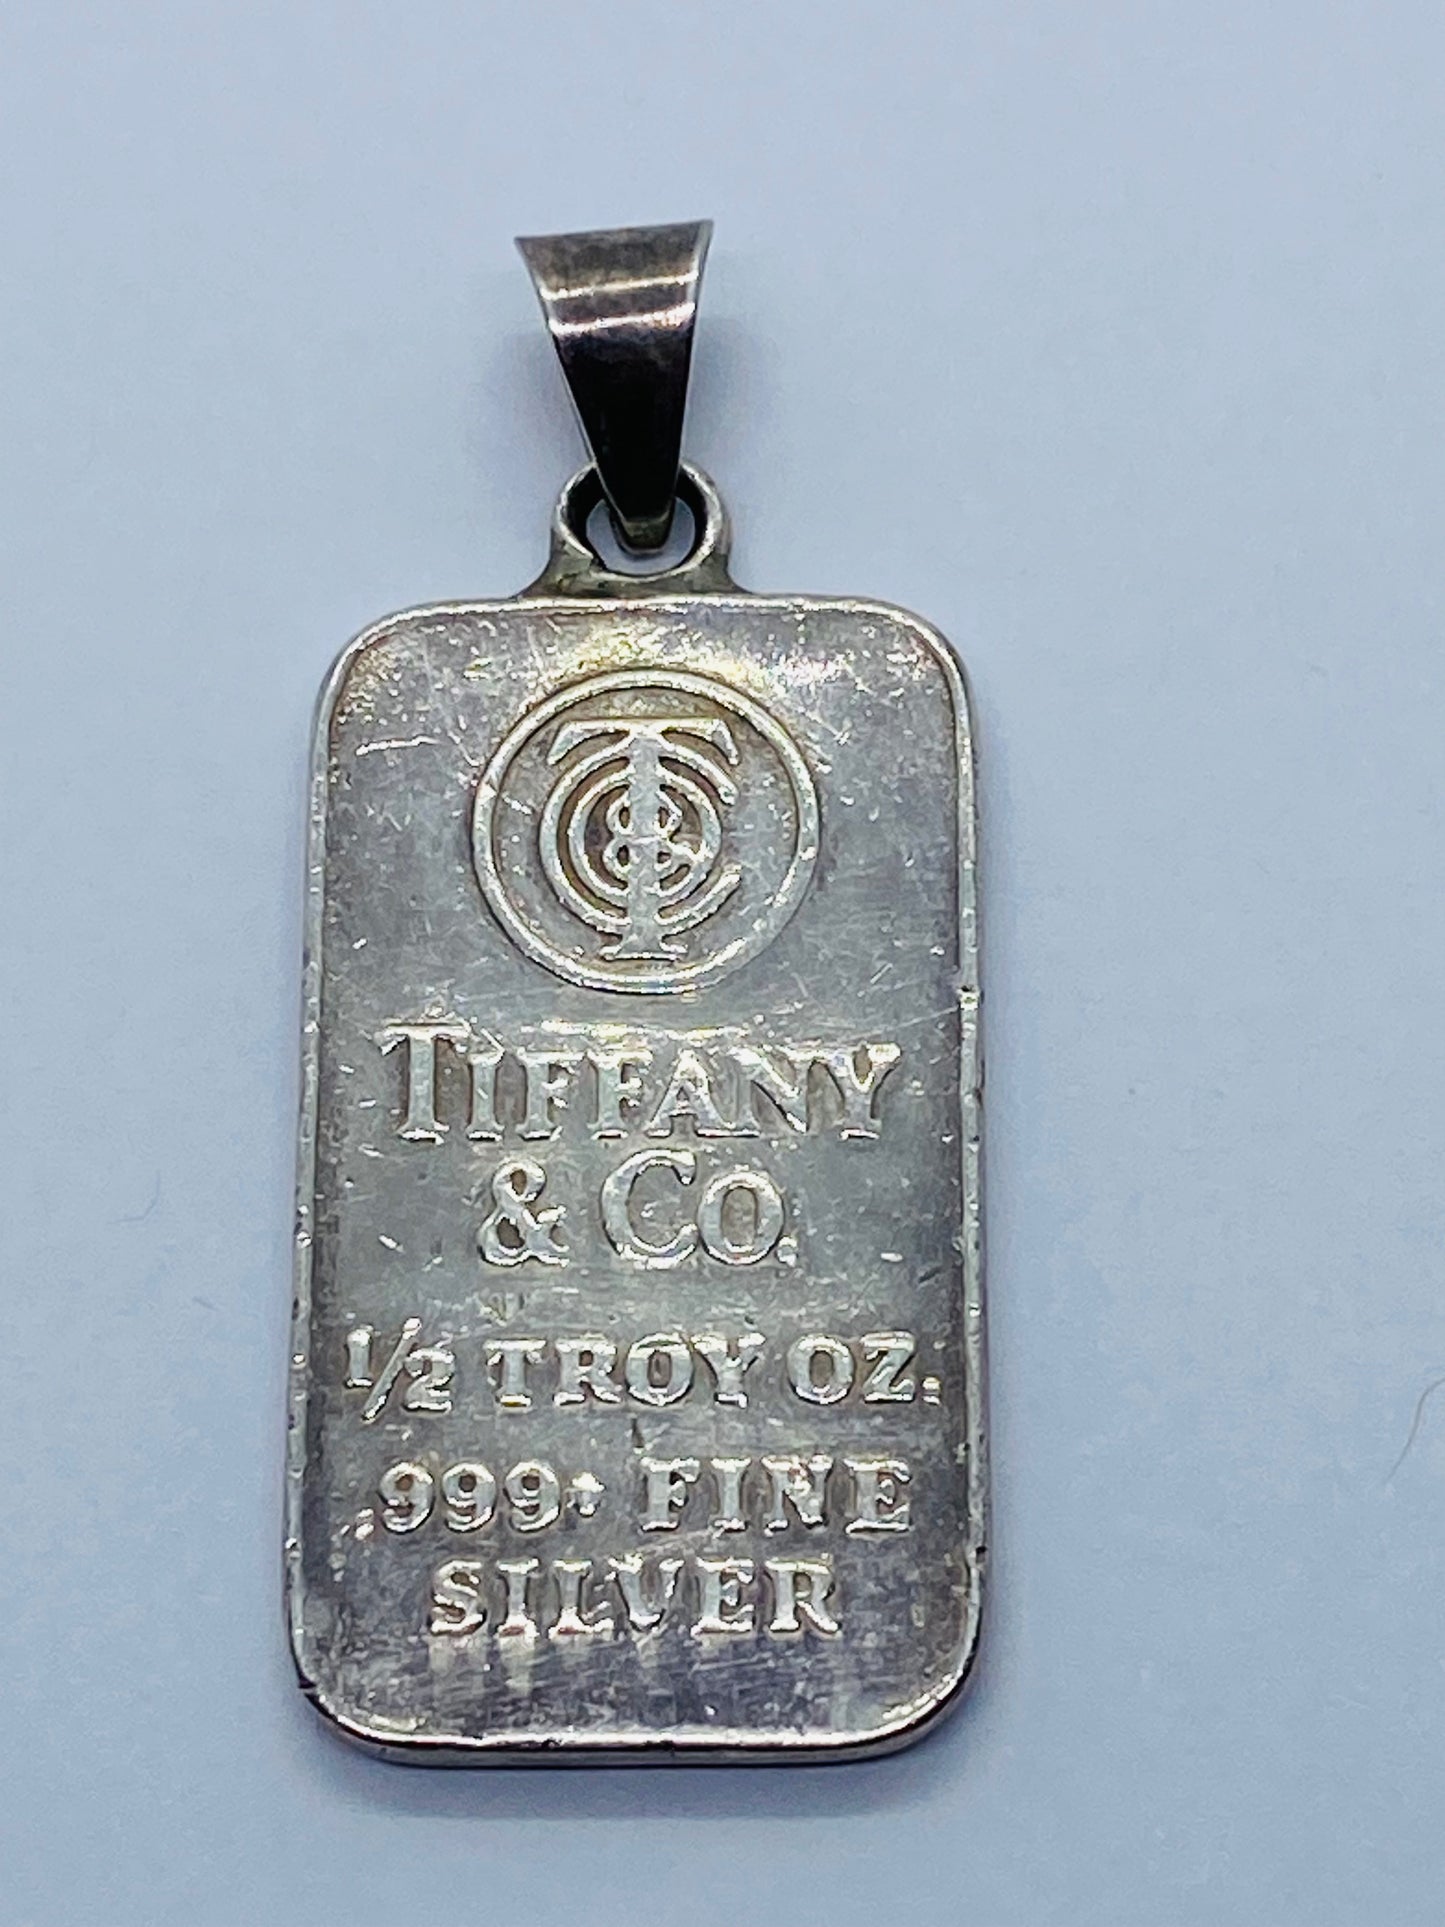 TIFFANY
& CO.
1/2 TROY OZ.
.999+ FINE
SILVER